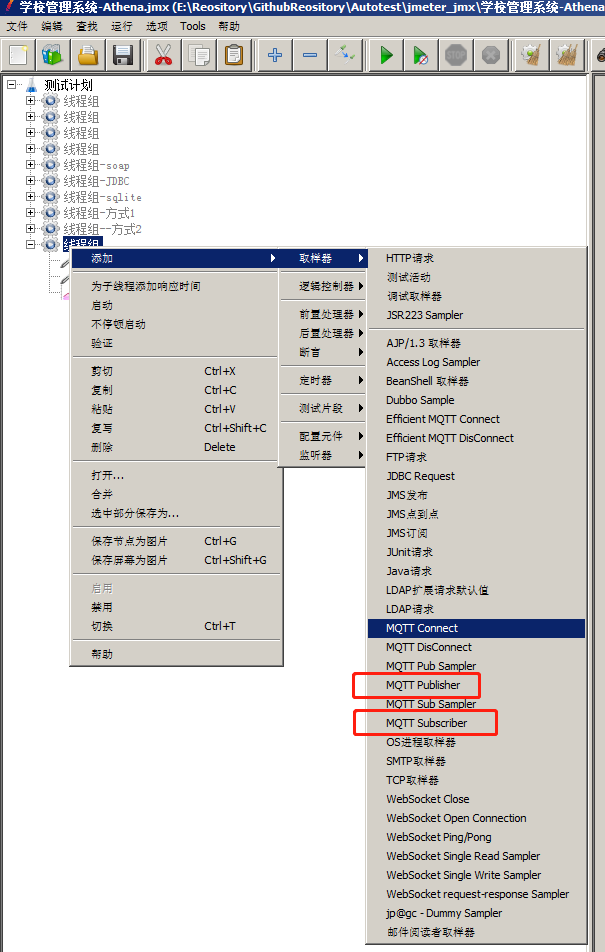 学校管理系统-Athena.jmx (E:\Reository\GithubReository\Autotest\jmeter_jmx\学校管理系统-Athena
文件 编辑 查找 运行 选项 Tools 帮助
测试计划
线程组
线程组
线程组
线程组
线程组-soap
线程组-JDBC
线程组-sqlite
线程组-方式1
线程组--方式2
线程组
添加
为子线程添加响应时间
启动
不停顿启动
验证
剪切 Ctrl+X
复制 Ctrl+C
粘贴 Ctrl+V
复写 Ctrl+Shift+C
删除 Delete
打开...
合并
选中部分保存为...
保存节点为图片 Ctrl+G
保存屏幕为图片 Ctrl+Shift+G
启用
禁用
切换 Ctrl+T
帮助
取样器
逻辑控制器
前置处理器
后置处理器
断言
定时器
测试片段
配置元件
监听器
HTTP请求
测试活动
调试取样器
JSR223 Sampler
AJP/1.3 取样器
Access Log Sampler
BeanShell 取样器
Dubbo Sample
Efficient MQTT Connect
Efficient MQTT DisConnect
FTP请求
JDBC Request
JMS发布
JMS点到点
JMS订阅
JUnit请求
Java请求
LDAP扩展请求默认值
LDAP请求
MQTT Connect
MQTT DisConnect
MQTT Pub Sampler
MQTT Publisher
MQTT Sub Sampler
MQTT Subscriber
OS进程取样器
SMTP取样器
TCP取样器
WebSocket Close
WebSocket Open Connection
WebSocket Ping/Pong
WebSocket Single Read Sampler
WebSocket Single Write Sampler
WebSocket request-response Sampler
jp@gc - Dummy Sampler
邮件阅读者取样器